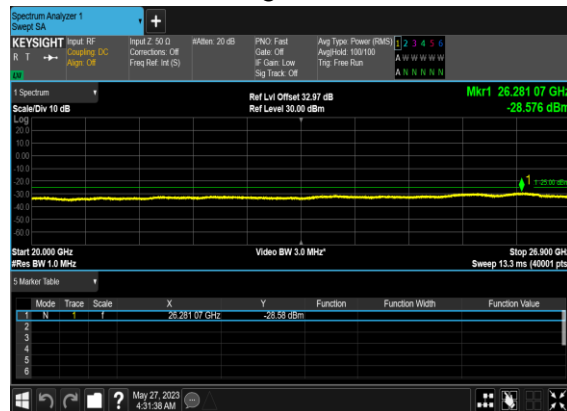 Spectrum Analyzer 1
Swept SA
KEYSIGHT Input: RF Input Z: 50 Ω #Atten: 20 dB PNO: Fast Avg Type: Power (RMS) 1 2 3 4 5 6
R T Coupling: DC Corrections: Off Gate: Off Avg|Hold: 100/100 A W W W W W
Align: Off Freq Ref: Int (S) IF Gain: Low Trig: Free Run
LW Sig Track: Off A N N N N N
1 Spectrum Ref Lvl Offset 32.97 dB Mkr1 26.281 07 GHz
Scale/Div 10 dB Ref Level 30.00 dBm -28.576 dBm
Log
20.0
10.0
0.00
-10.0
-20.0 1 -25.00 dBm
-30.0
-40.0
-50.0
-60.0
Start 20.000 GHz Video BW 3.0 MHz* Stop 26.900 GHz
#Res BW 1.0 MHz Sweep 13.3 ms (40001 pts)
5 Marker Table
Mode Trace Scale X Y Function Function Width Function Value
1 N 1 f 26.281 07 GHz -28.58 dBm
2
3
4
5
6
? May 27, 2023
4:31:38 AM